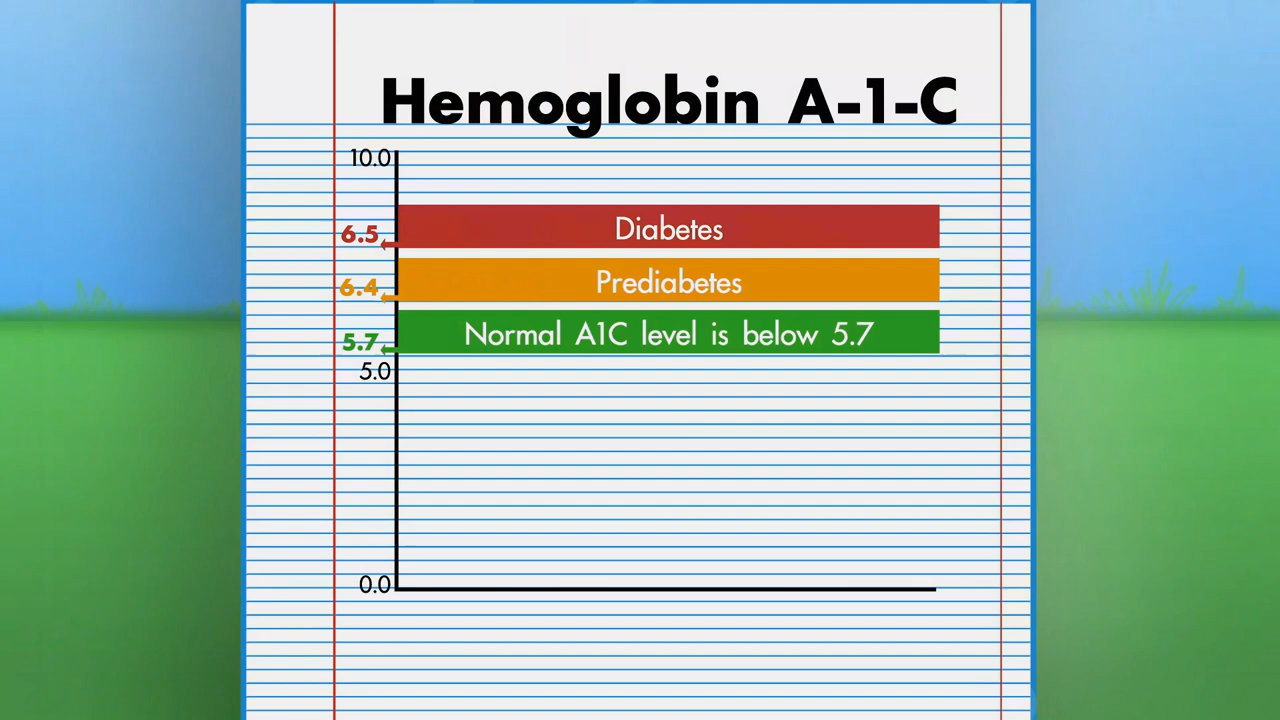 Hemoglobin A-1-C
10.0
6.5 Diabetes
6.4 Prediabetes
5.7 Normal A1C level is below 5.7
5.0
0.0